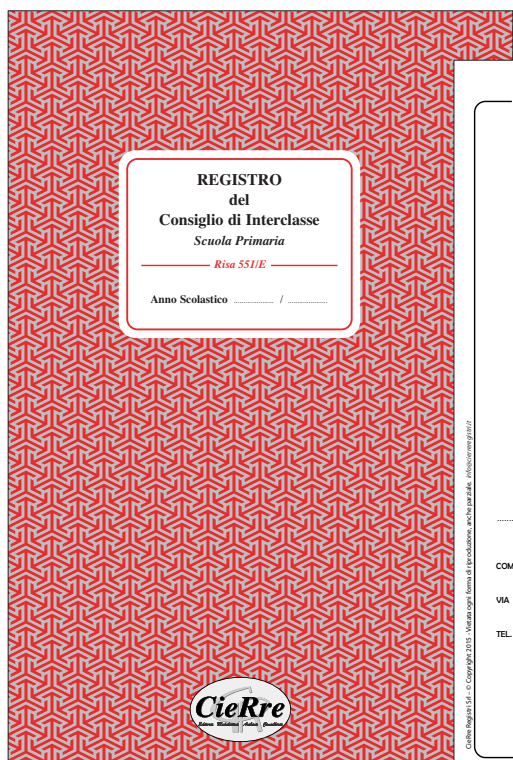 REGISTRO
del
Consiglio di Interclasse
Scuola Primaria
Risa 551/E
Anno Scolastico .................... / ....................
CieRre
CieRre Registri Srl – © Copyright 2015 - Vietata ogni forma di riproduzione, anche parziale. info@cierreregistri.it
COM
VIA
TEL.